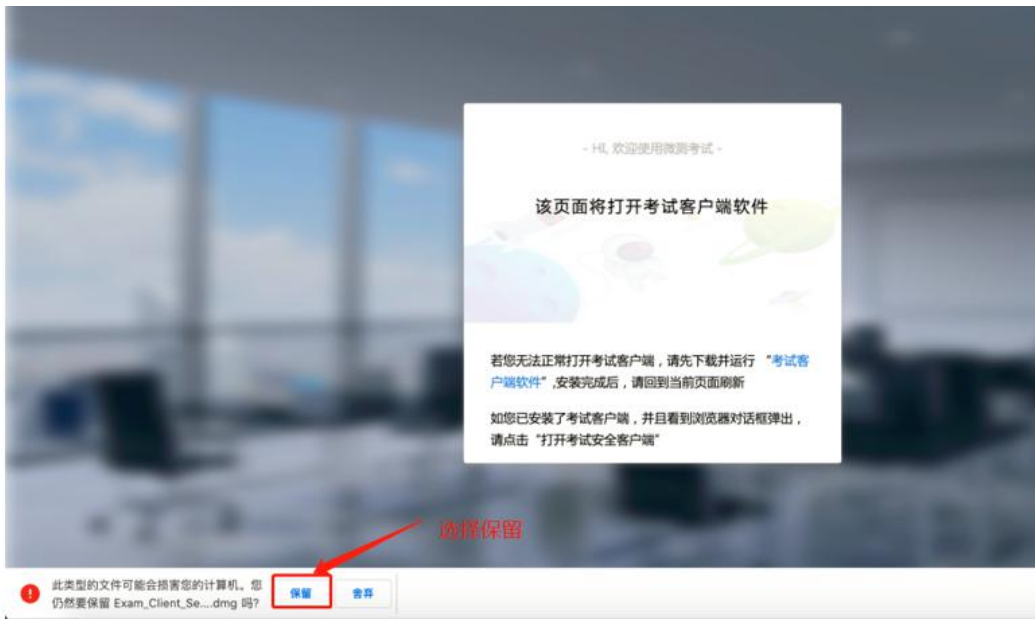 - HI, 欢迎使用微测考试 -
该页面将打开考试客户端软件
若您无法正常打开考试客户端，请先下载并运行 “考试客
户端软件” ,安装完成后，请回到当前页面刷新
如您已安装了考试客户端，并且看到浏览器对话框弹出，
请点击 “打开考试安全客户端”
选择保留
此类型的文件可能会损害您的计算机。您
仍然要保留 Exam_Client_Se....dmg 吗?
保留
舍弃